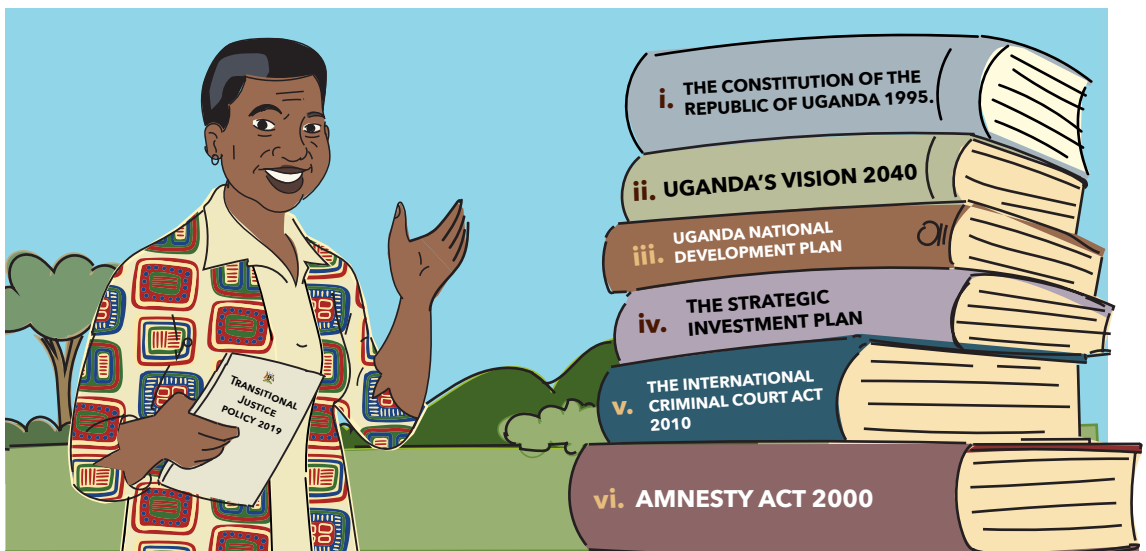 TRANSITIONAL
JUSTICE
POLICY 2019
i. THE CONSTITUTION OF THE
REPUBLIC OF UGANDA 1995.
ii. UGANDA'S VISION 2040
iii. UGANDA NATIONAL
DEVELOPMENT PLAN
iv. THE STRATEGIC
INVESTMENT PLAN
v. THE INTERNATIONAL
CRIMINAL COURT ACT
2010
vi. AMNESTY ACT 2000